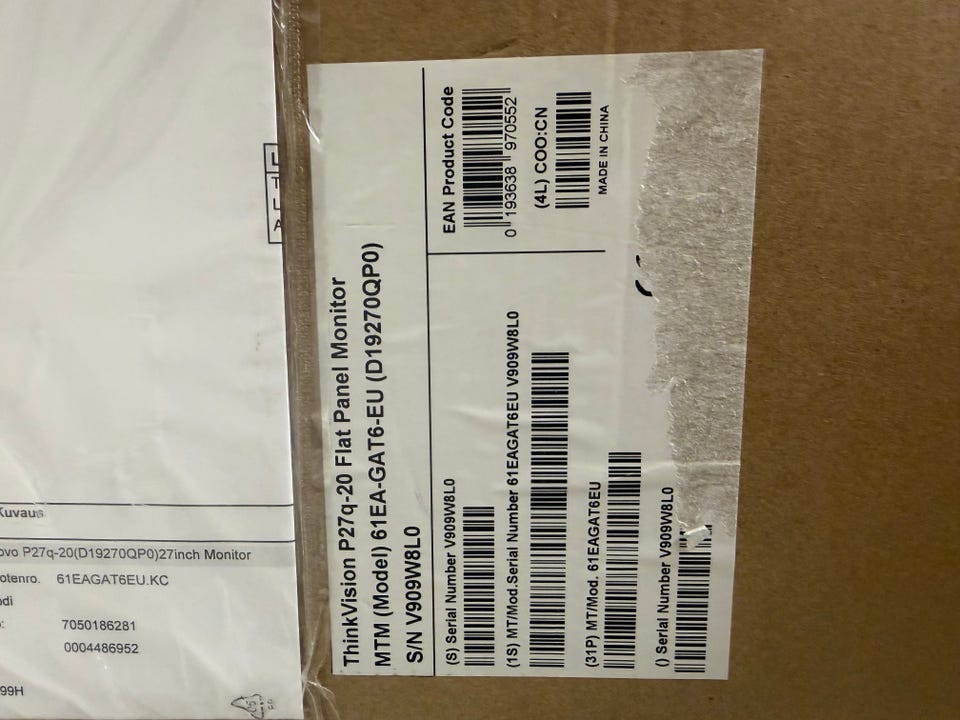 ThinkVision P27q-20 Flat Panel Monitor
MTM (Model) 61EA-GAT6-EU (D19270QP0)
S/N V909W8L0
EAN Product Code
0 193638 970552
(4L) COO:CN
MADE IN CHINA
(S) Serial Number V909W8L0
(1S) MT/Mod.Serial Number 61EAGAT6EU V909W8L0
(31P) MT/Mod. 61EAGAT6EU
() Serial Number V909W8L0
Kuvaus
ovo P27q-20(D19270QP0)27inch Monitor
otenro. 61EAGAT6EU.KC
odi
: 7050186281
0004486952
99H